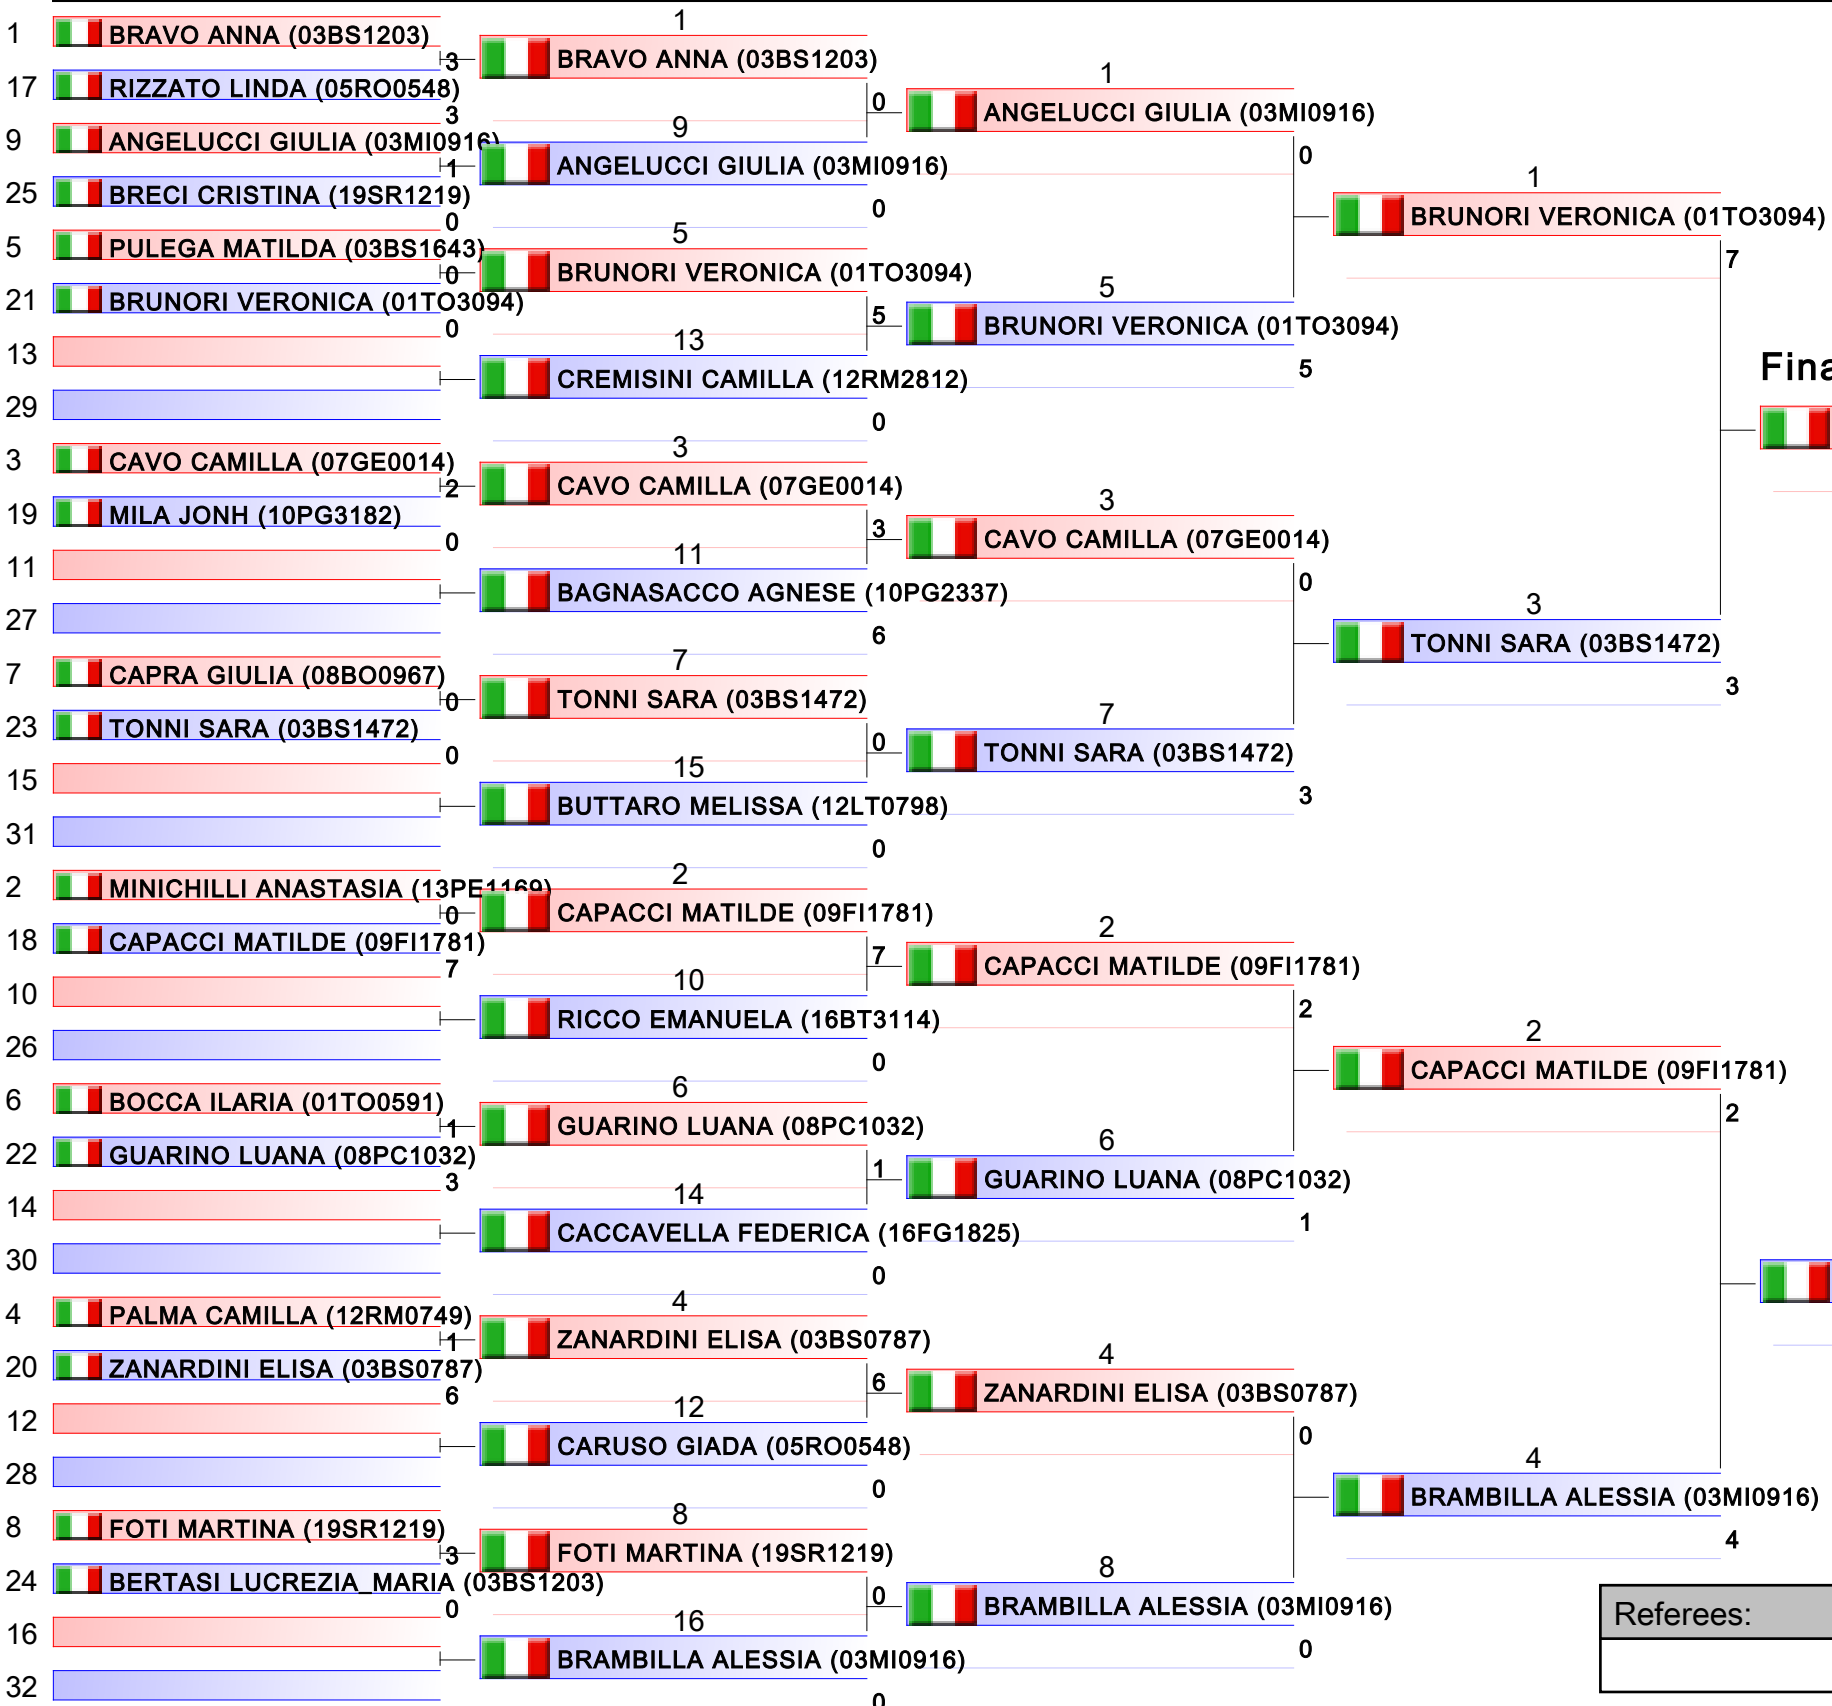 1 BRAVO ANNA (03BS1203)
3
17 RIZZATO LINDA (05RO0548)
3
9 ANGELUCCI GIULIA (03MI0916)
1
25 BRECI CRISTINA (19SR1219)
0
5 PULEGA MATILDA (03BS1643)
0
21 BRUNORI VERONICA (01TO3094)
0
13
29
3 CAVO CAMILLA (07GE0014)
2
19 MILA JONH (10PG3182)
0
11
27
7 CAPRA GIULIA (08BO0967)
0
23 TONNI SARA (03BS1472)
0
15
31
2 MINICHILLI ANASTASIA (13PE1169)
0
18 CAPACCI MATILDE (09FI1781)
7
10
26
6 BOCCA ILARIA (01TO0591)
1
22 GUARINO LUANA (08PC1032)
3
14
30
4 PALMA CAMILLA (12RM0749)
1
20 ZANARDINI ELISA (03BS0787)
6
12
28
8 FOTI MARTINA (19SR1219)
3
24 BERTASI LUCREZIA_MARIA (03BS1203)
0
16
32
1
BRAVO ANNA (03BS1203)
0
9
ANGELUCCI GIULIA (03MI0916)
0
5
BRUNORI VERONICA (01TO3094)
5
13
CREMISINI CAMILLA (12RM2812)
0
3
CAVO CAMILLA (07GE0014)
3
11
BAGNASACCO AGNESE (10PG2337)
6
7
TONNI SARA (03BS1472)
0
15
BUTTARO MELISSA (12LT0798)
0
2
CAPACCI MATILDE (09FI1781)
7
10
RICCO EMANUELA (16BT3114)
0
6
GUARINO LUANA (08PC1032)
1
14
CACCAVELLA FEDERICA (16FG1825)
0
4
ZANARDINI ELISA (03BS0787)
6
12
CARUSO GIADA (05RO0548)
0
8
FOTI MARTINA (19SR1219)
0
16
BRAMBILLA ALESSIA (03MI0916)
0
1
ANGELUCCI GIULIA (03MI0916)
0
5
BRUNORI VERONICA (01TO3094)
5
3
CAVO CAMILLA (07GE0014)
0
7
TONNI SARA (03BS1472)
3
2
CAPACCI MATILDE (09FI1781)
2
6
GUARINO LUANA (08PC1032)
1
4
ZANARDINI ELISA (03BS0787)
0
8
BRAMBILLA ALESSIA (03MI0916)
0
1
BRUNORI VERONICA (01TO3094)
7
3
TONNI SARA (03BS1472)
3
2
CAPACCI MATILDE (09FI1781)
2
4
BRAMBILLA ALESSIA (03MI0916)
4
Fina
Referees: